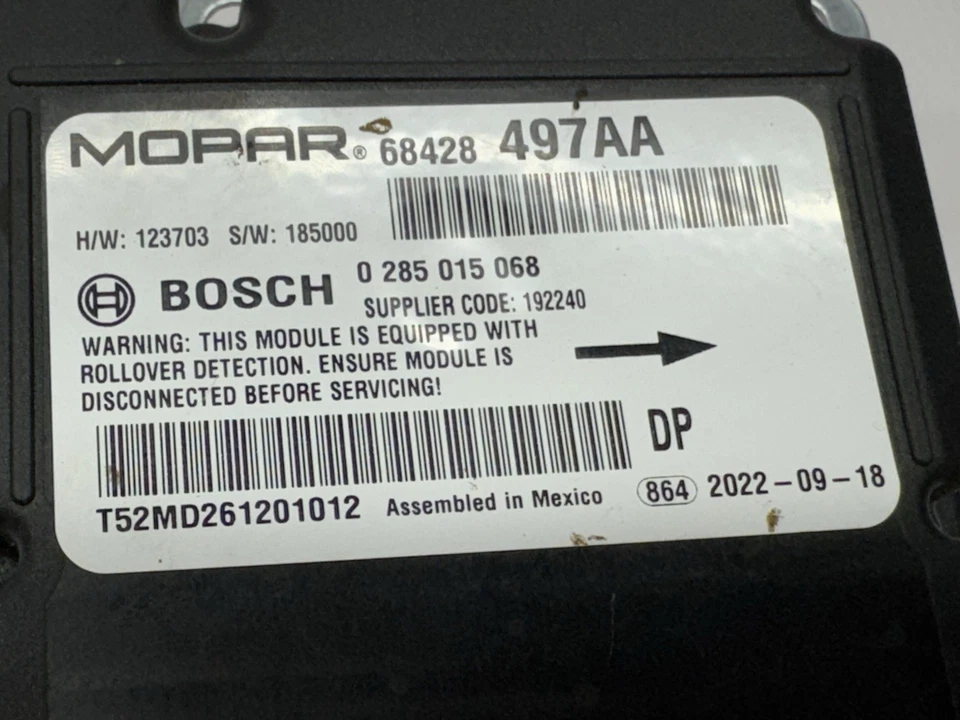 MOPAR® 68428 497AA
H/W: 123703 S/W: 185000
BOSCH 0 285 015 068
SUPPLIER CODE: 192240
WARNING: THIS MODULE IS EQUIPPED WITH
ROLLOVER DETECTION. ENSURE MODULE IS
DISCONNECTED BEFORE SERVICING!
DP
T52MD261201012 Assembled in Mexico 864 2022-09-18